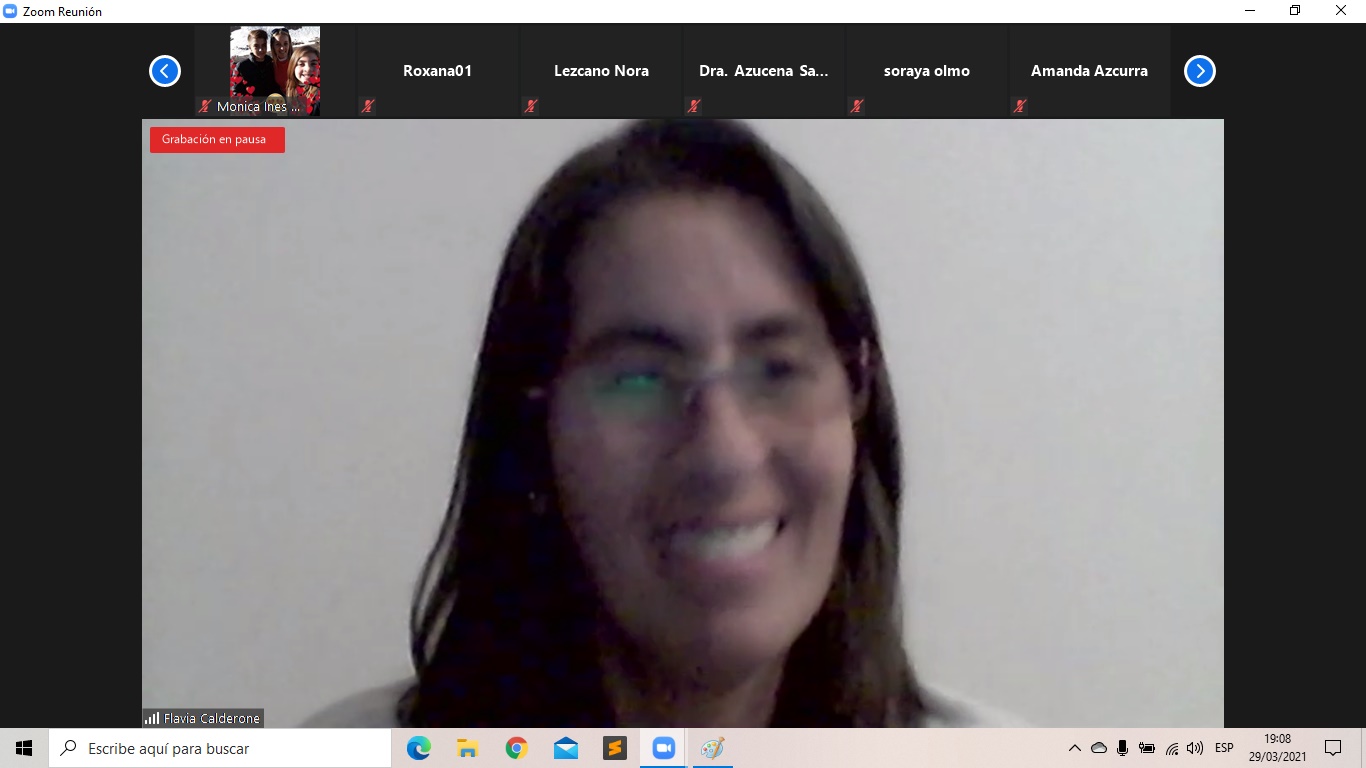 Zoom Reunión
Monica Ines ...
Roxana01
Lezcano Nora
Dra. Azucena Sa...
soraya olmo
Amanda Azcurra
Grabación en pausa
Flavia Calderone
Escribe aquí para buscar
ESP
19:08
29/03/2021